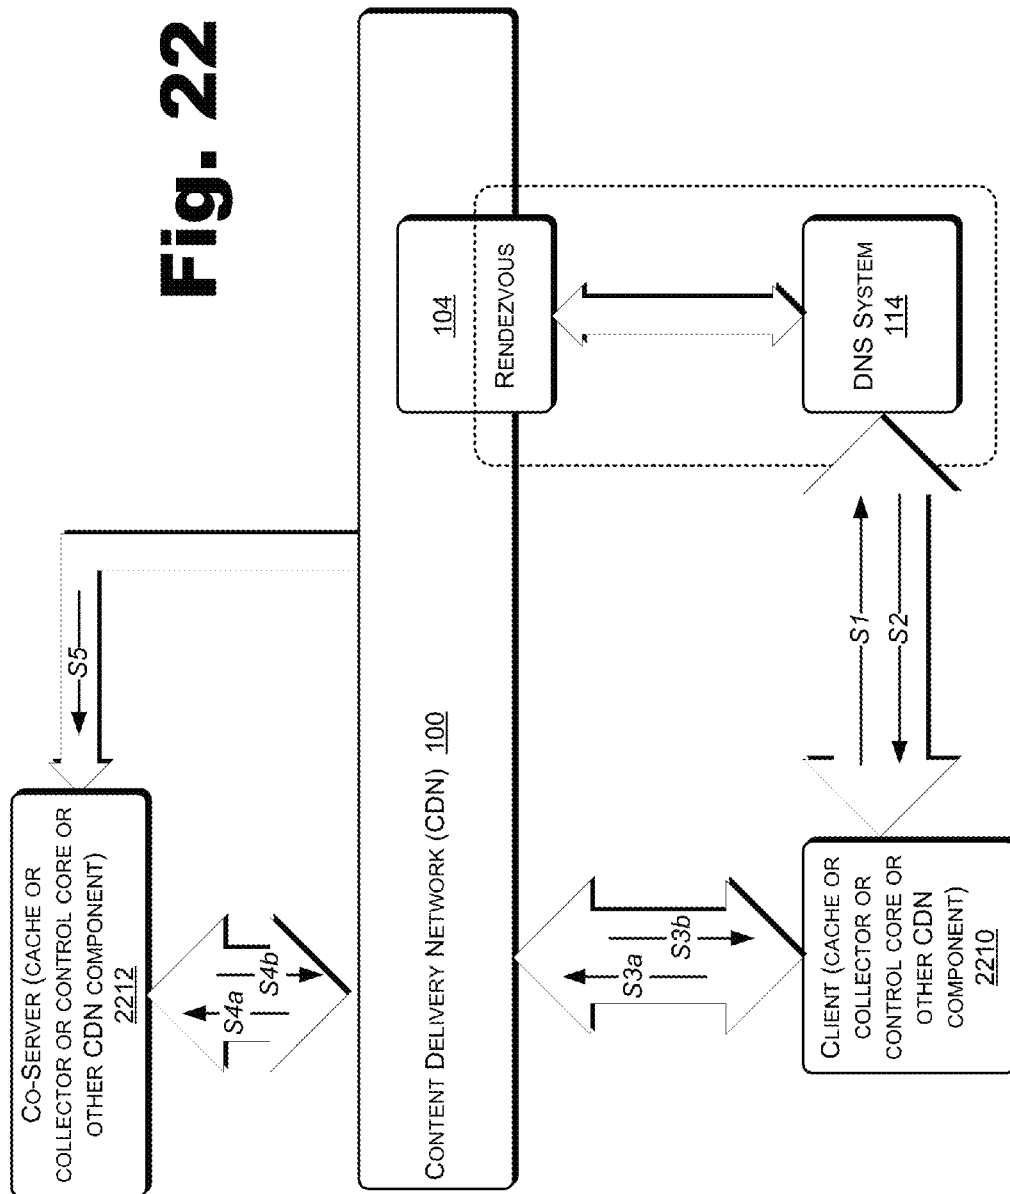 Fig. 22
CO-SERVER (CACHE OR
COLLECTOR OR CONTROL CORE OR
OTHER CDN COMPONENT)
2212
S5
S4a
S4b
CONTENT DELIVERY NETWORK (CDN) 100
104
RENDEZVOUS
S3a
S3b
S1
S2
DNS SYSTEM
114
CLIENT (CACHE OR
COLLECTOR OR
CONTROL CORE OR
OTHER CDN
COMPONENT)
2210